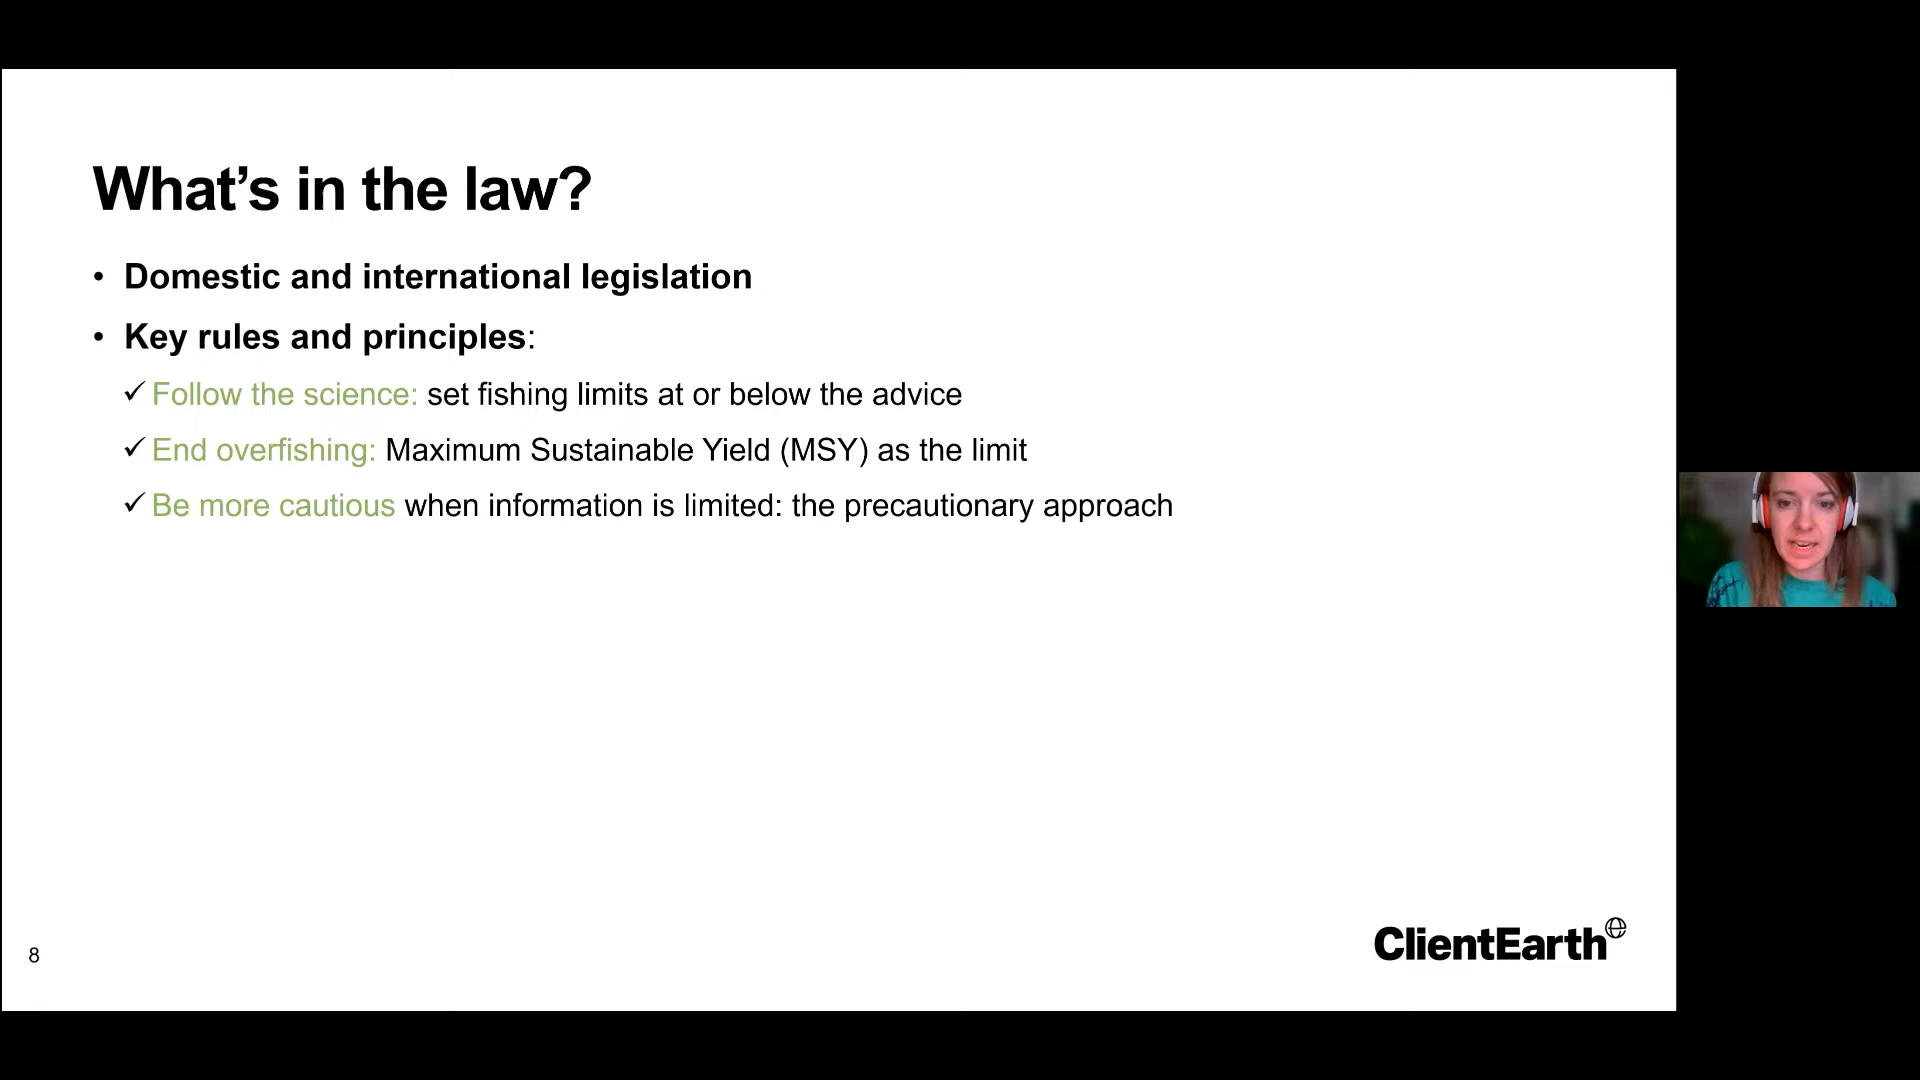 What’s in the law?
• Domestic and international legislation
• Key rules and principles:
✓ Follow the science: set fishing limits at or below the advice
✓ End overfishing: Maximum Sustainable Yield (MSY) as the limit
✓ Be more cautious when information is limited: the precautionary approach
8
ClientEarth